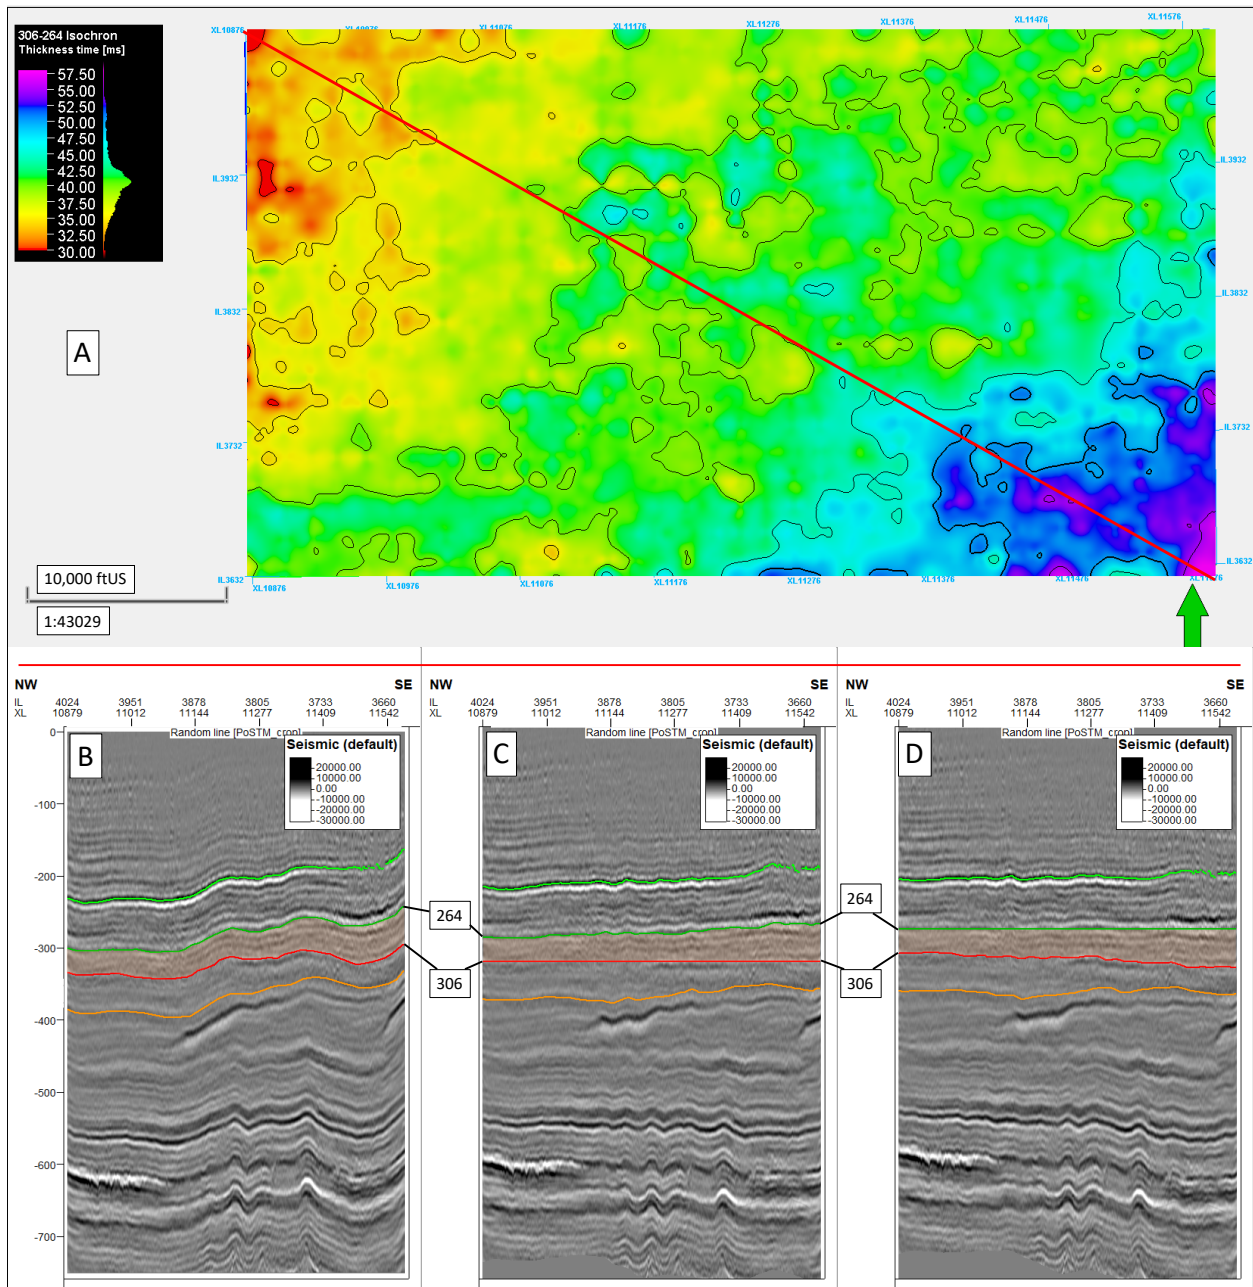 306-264 Isochron
Thickness time [ms]
57.50
55.00
52.50
50.00
47.50
45.00
42.50
40.00
37.50
35.00
32.50
30.00
XL10876
XL10976
XL11076
XL11176
XL11276
XL11376
XL11476
XL11576
IL3932
IL3932
IL3832
IL3832
A
IL3732
IL3732
IL3632
IL3632
XL10876
XL10976
XL11076
XL11176
XL11276
XL11376
XL11476
10,000 ftUS
1:43029
NW SE
IL 4024 3951 3878 3805 3733 3660
XL 10879 11012 11144 11277 11409 11542
Random line [PoSTM_crop]
B
Seismic (default)
20000.00
10000.00
0.00
-10000.00
-20000.00
-30000.00
0
-100
-200
-300
-400
-500
-600
-700
NW SE
IL 4024 3951 3878 3805 3733 3660
XL 10879 11012 11144 11277 11409 11542
Random line [PoSTM_crop]
C
Seismic (default)
20000.00
10000.00
0.00
-10000.00
-20000.00
-30000.00
264
306
NW SE
IL 4024 3951 3878 3805 3733 3660
XL 10879 11012 11144 11277 11409 11542
Random line [PoSTM_crop]
D
Seismic (default)
20000.00
10000.00
0.00
-10000.00
-20000.00
-30000.00
264
306